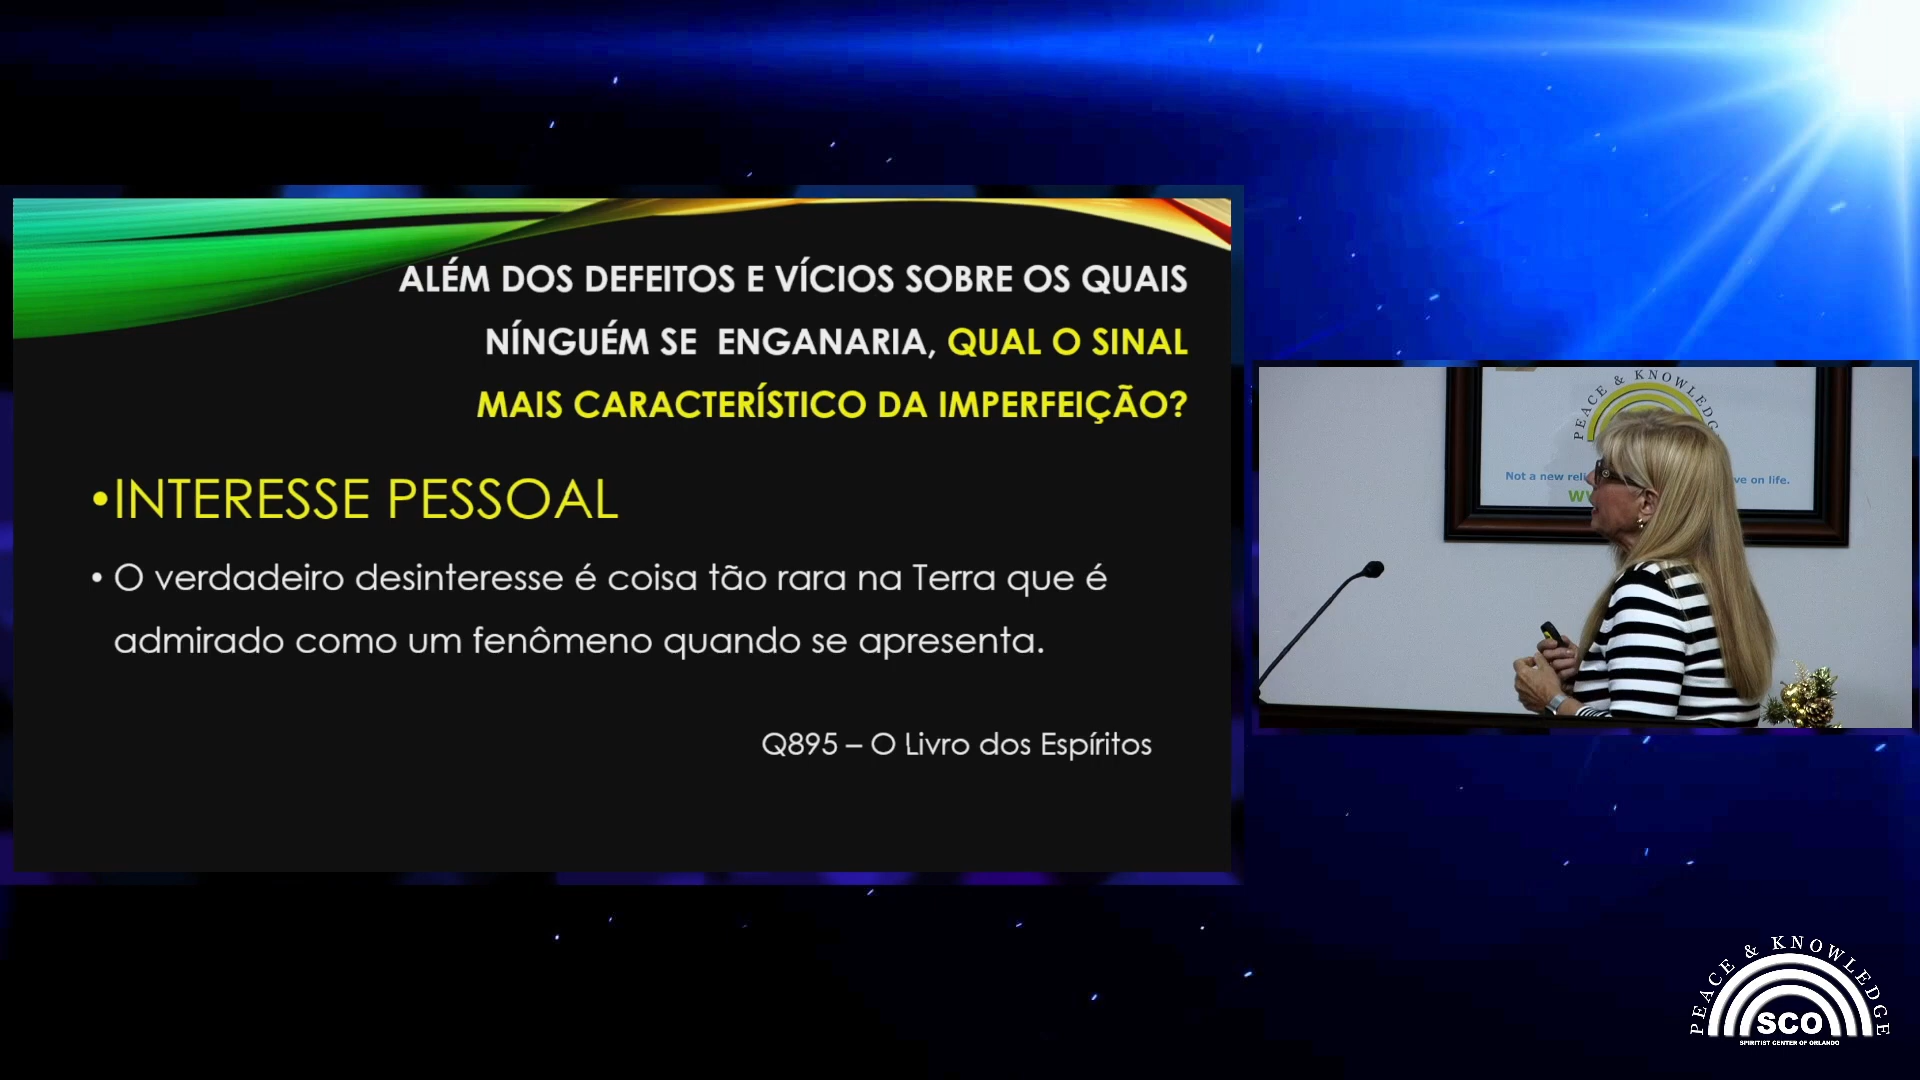 ALÉM DOS DEFEITOS E VÍCIOS SOBRE OS QUAIS
NÍNGUÉM SE ENGANARIA, QUAL O SINAL
MAIS CARACTERÍSTICO DA IMPERFEIÇÃO?
•INTERESSE PESSOAL
• O verdadeiro desinteresse é coisa tão rara na Terra que é
admirado como um fenômeno quando se apresenta.
Q895 – O Livro dos Espíritos
PEACE & KNOWLEDGE
Not a new
on life.
PEACE & KNOWLEDGE
SCO
SPIRITIST CENTER OF ORLANDO